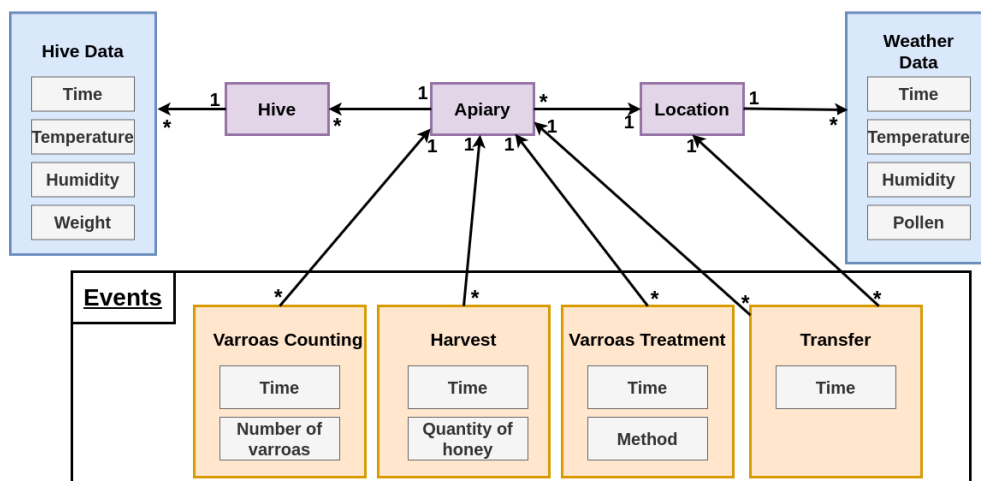 Hive Data
Time
Temperature
Humidity
Weight
1
*
Hive
1
*
Apiary
*
1
Location
1
*
Weather
Data
Time
Temperature
Humidity
Pollen
1
1
1
1
1
Events
*
*
*
*
*
Varroas Counting
Time
Number of
varroas
Harvest
Time
Quantity of
honey
Varroas Treatment
Time
Method
Transfer
Time